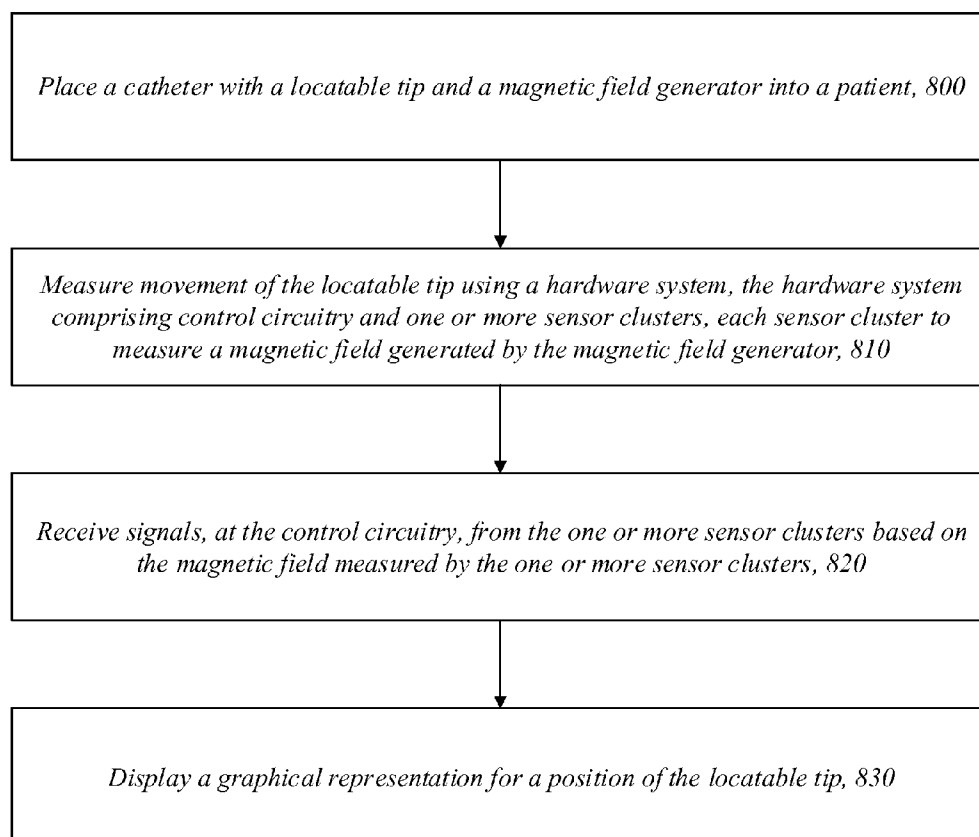 Place a catheter with a locatable tip and a magnetic field generator into a patient, 800
Measure movement of the locatable tip using a hardware system, the hardware system
comprising control circuitry and one or more sensor clusters, each sensor cluster to
measure a magnetic field generated by the magnetic field generator, 810
Receive signals, at the control circuitry, from the one or more sensor clusters based on
the magnetic field measured by the one or more sensor clusters, 820
Display a graphical representation for a position of the locatable tip, 830